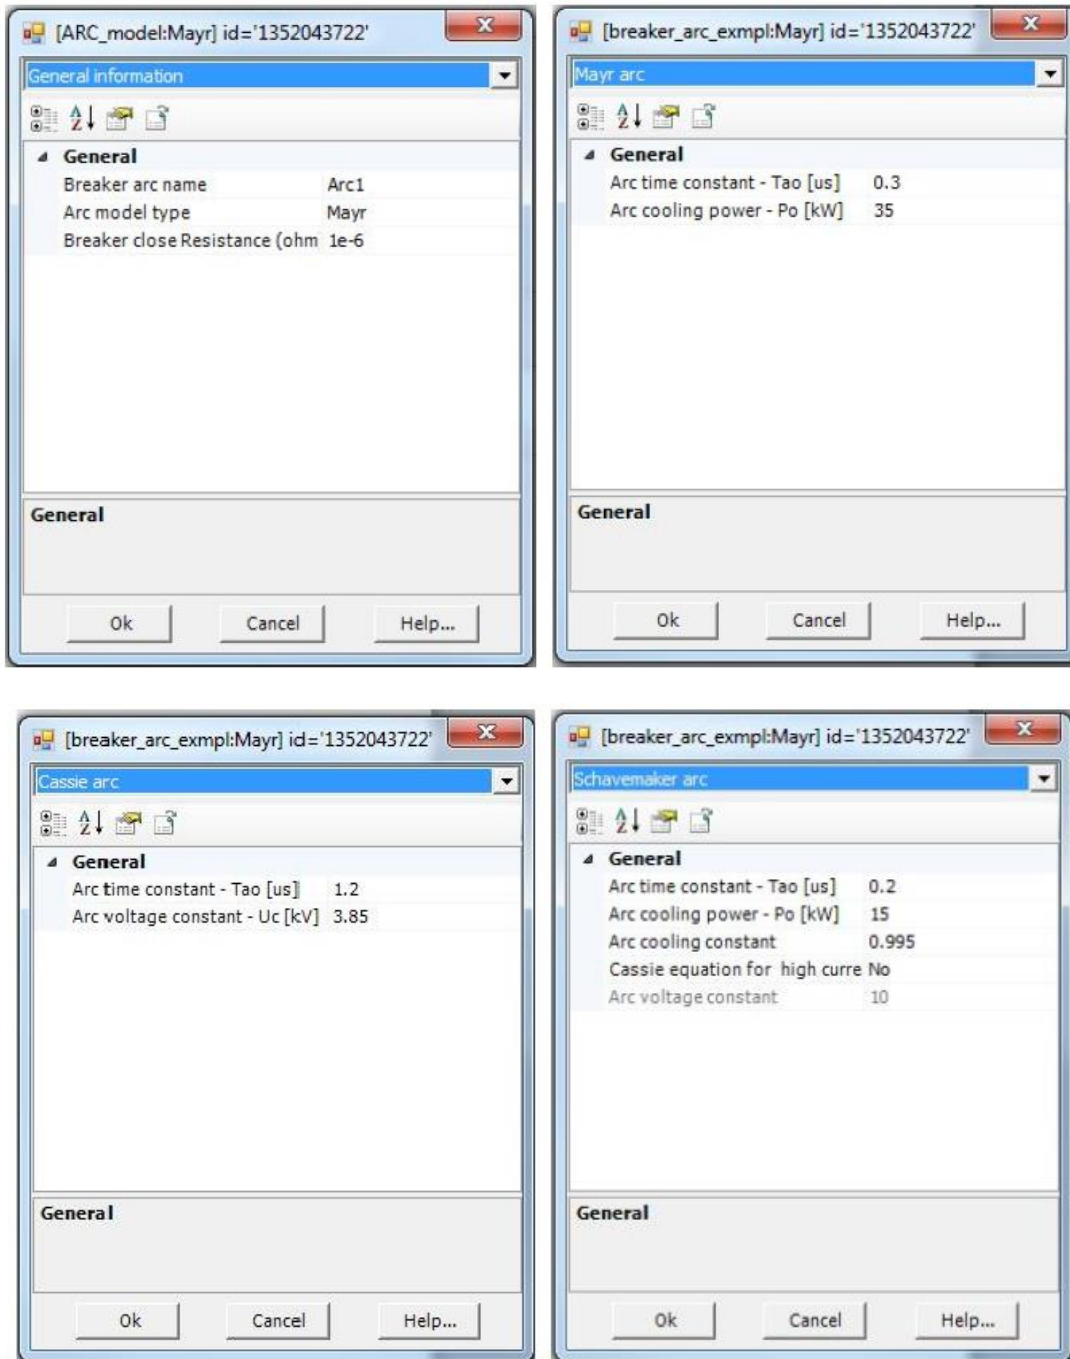 [ARC_model:Mayr] id='1352043722'
General information
General
Breaker arc name Arc1
Arc model type Mayr
Breaker close Resistance (ohm 1e-6
General
Ok Cancel Help...
[breaker_arc_exmpl:Mayr] id='1352043722'
Mayr arc
General
Arc time constant - Tao [us] 0.3
Arc cooling power - Po [kW] 35
General
Ok Cancel Help...
[breaker_arc_exmpl:Mayr] id='1352043722'
Cassie arc
General
Arc time constant - Tao [us] 1.2
Arc voltage constant - Uc [kV] 3.85
General
Ok Cancel Help...
[breaker_arc_exmpl:Mayr] id='1352043722'
Schavemaker arc
General
Arc time constant - Tao [us] 0.2
Arc cooling power - Po [kW] 15
Arc cooling constant 0.995
Cassie equation for high curre No
Arc voltage constant 10
General
Ok Cancel Help...